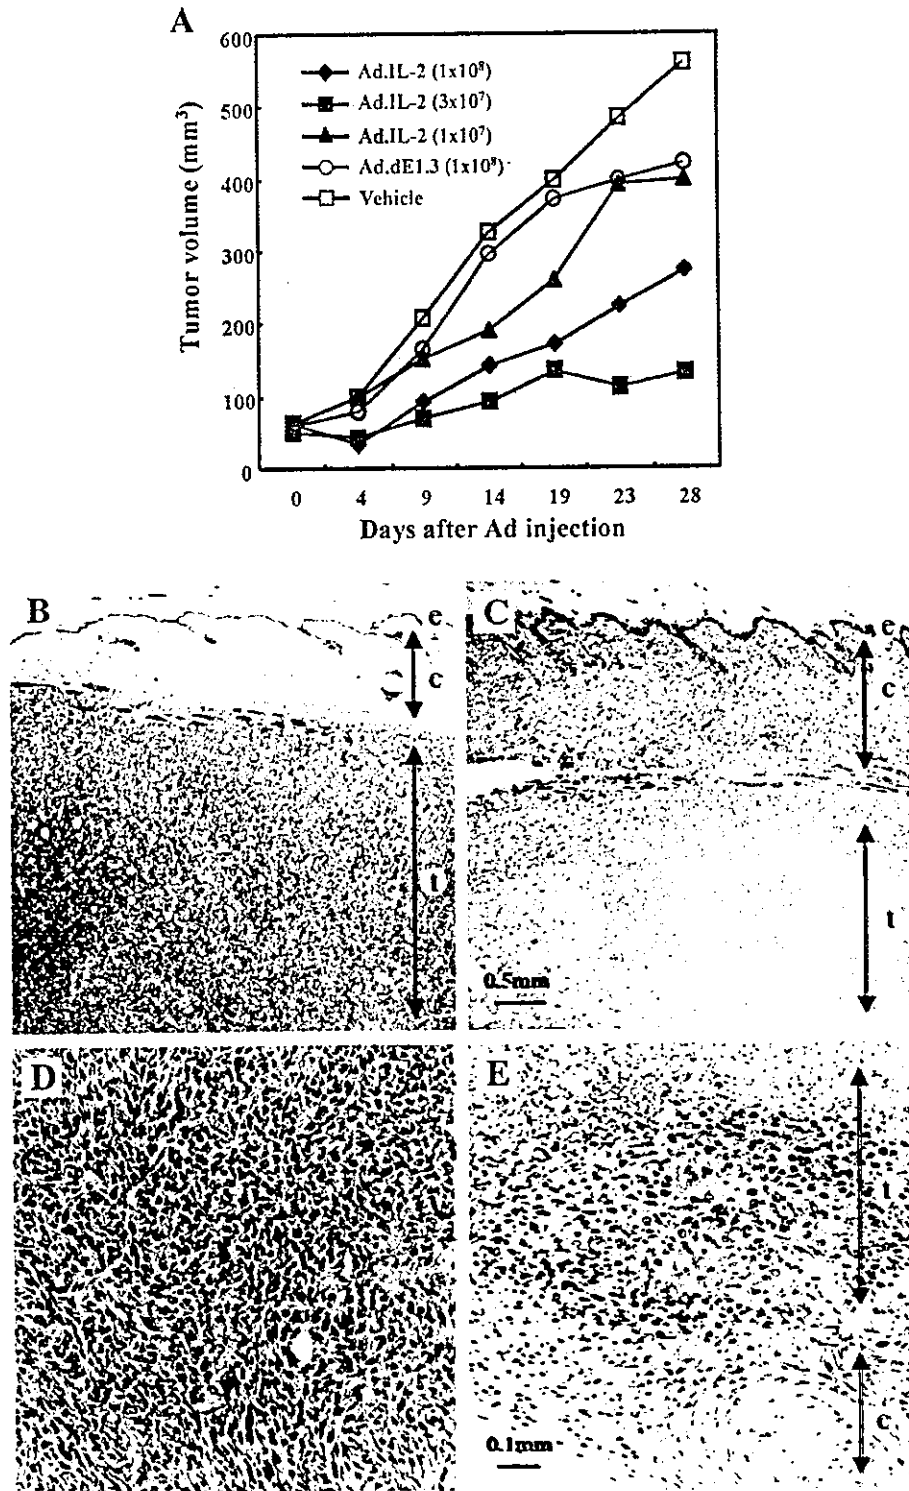 A
Tumor volume (mm³)
600
500
400
300
200
100
0
Ad.IL-2 (1x10⁸)
Ad.IL-2 (3x10⁷)
Ad.IL-2 (1x10⁷)
Ad.dE1.3 (1x10⁸)
Vehicle
0 4 9 14 19 23 28
Days after Ad injection
B
e
c
t
C
e
c
t
0.5mm
D
E
t
c
0.1mm